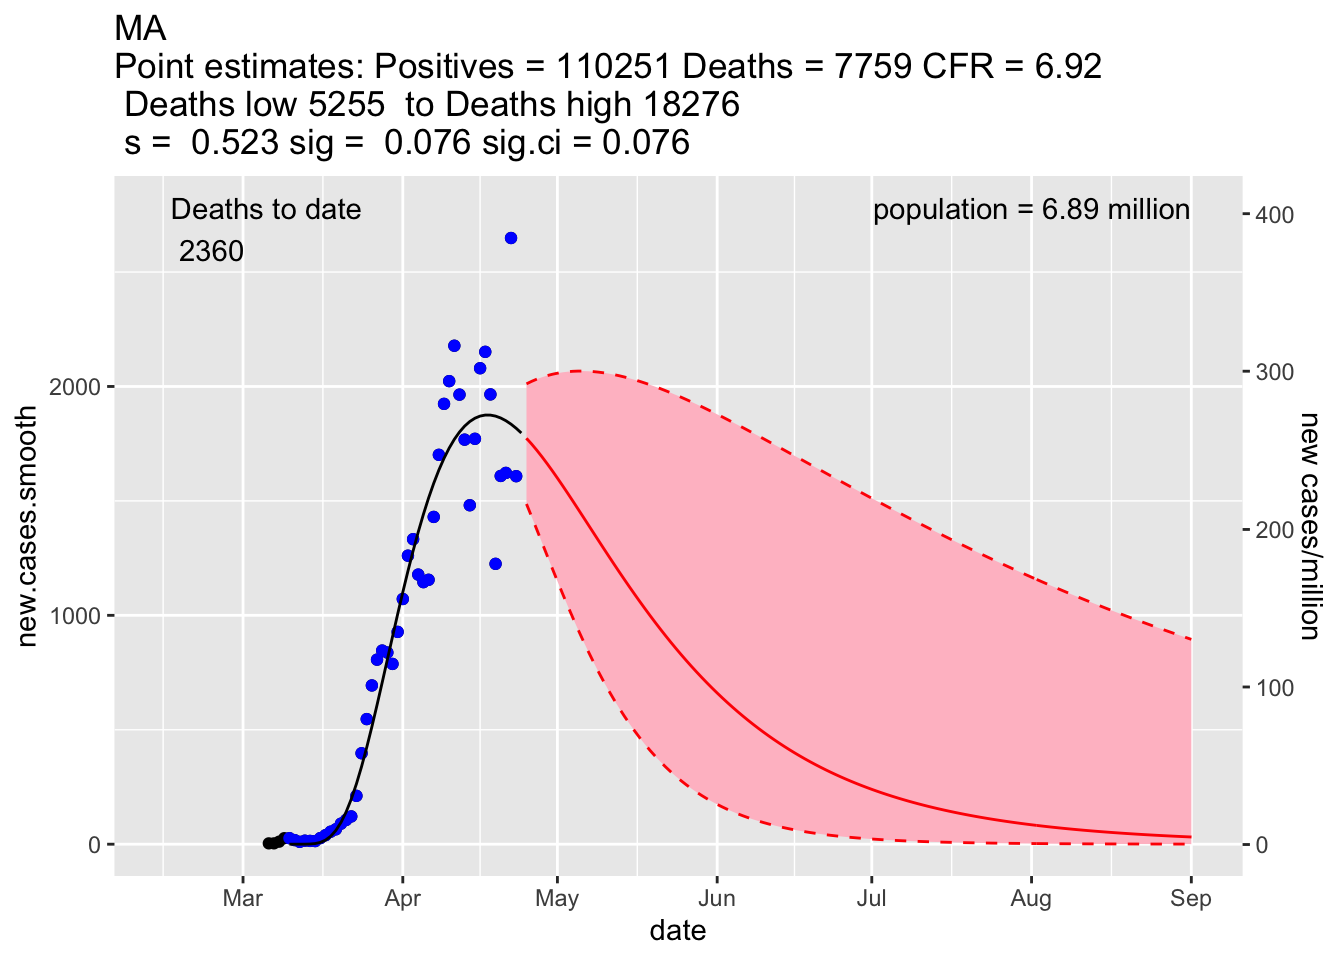 MA
Point estimates: Positives = 110251 Deaths = 7759 CFR = 6.92
Deaths low 5255  to Deaths high 18276
s =  0.523 sig =  0.076 sig.ci = 0.076
Deaths to date
2360
population = 6.89 million
new.cases.smooth
2000
1000
0
400
300
200
100
0
new cases/million
Mar Apr May Jun Jul Aug Sep
date